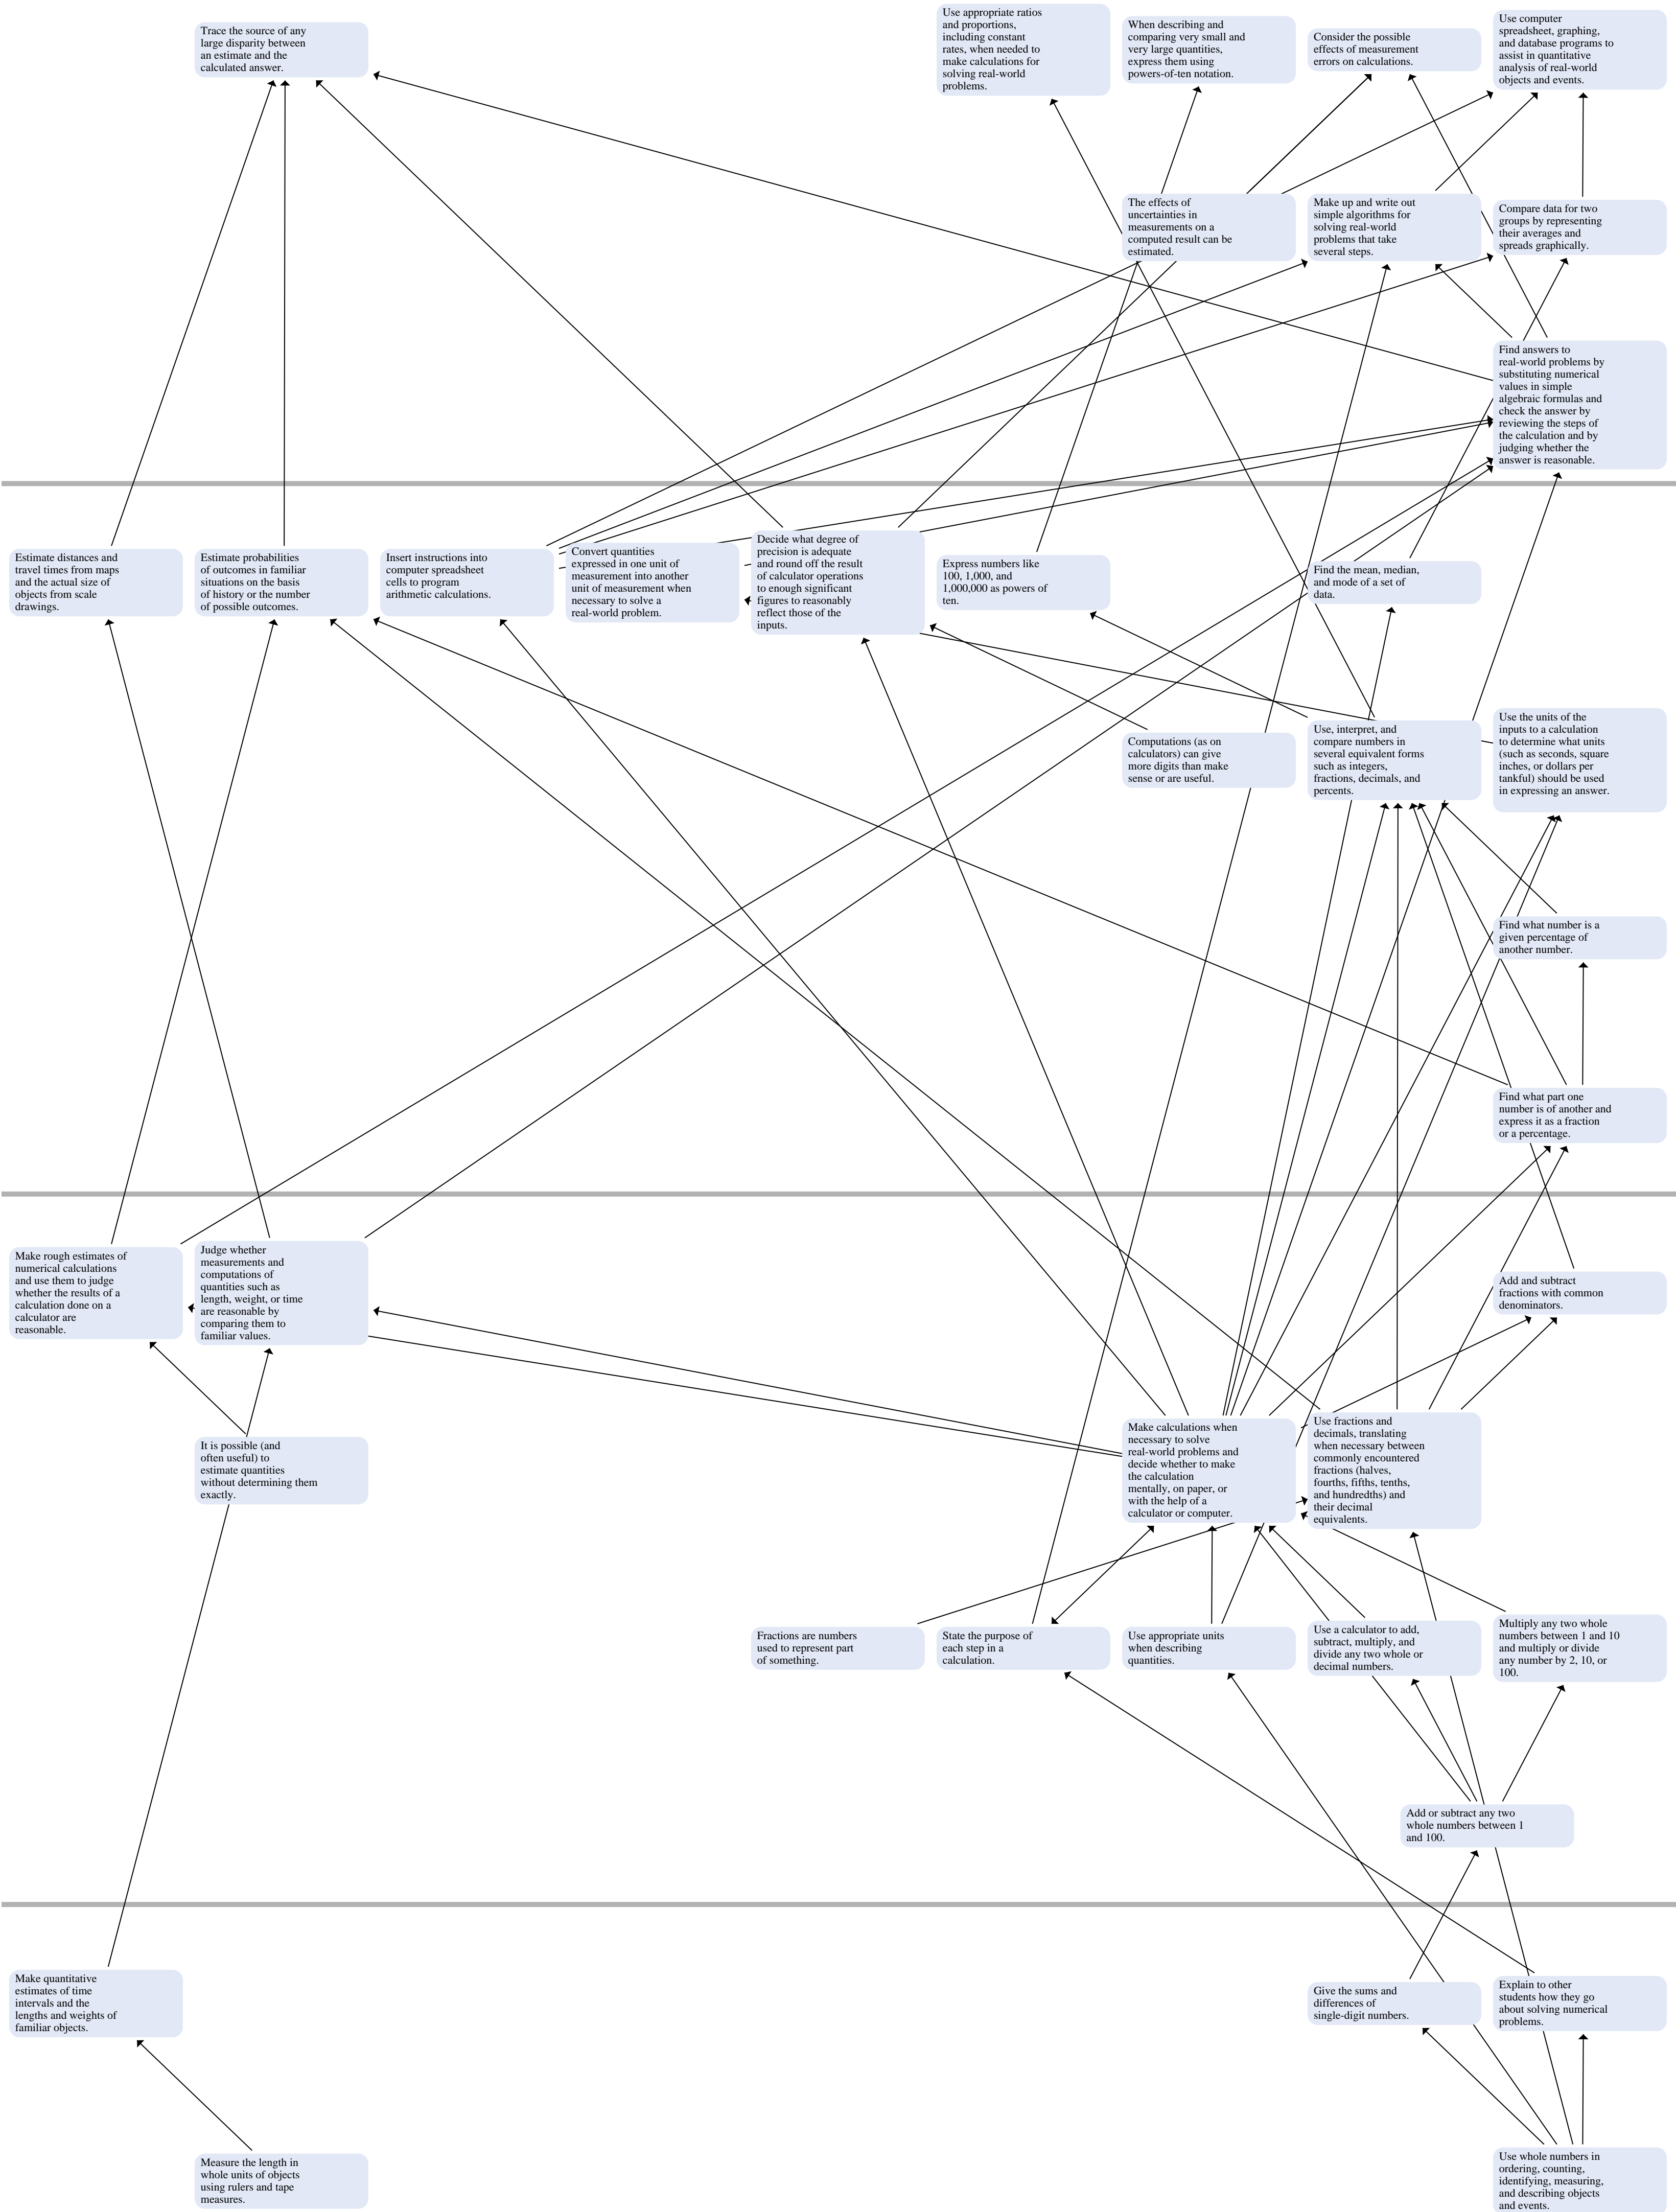 Trace the source of any
large disparity between
an estimate and the
calculated answer.
Use appropriate ratios
and proportions,
including constant
rates, when needed to
make calculations for
solving real-world
problems.
When describing and
comparing very small and
very large quantities,
express them using
powers-of-ten notation.
Consider the possible
effects of measurement
errors on calculations.
Use computer
spreadsheet, graphing,
and database programs to
assist in quantitative
analysis of real-world
objects and events.
The effects of
uncertainties in
measurements on a
computed result can be
estimated.
Make up and write out
simple algorithms for
solving real-world
problems that take
several steps.
Compare data for two
groups by representing
their averages and
spreads graphically.
Find answers to
real-world problems by
substituting numerical
values in simple
algebraic formulas and
check the answer by
reviewing the steps of
the calculation and by
judging whether the
answer is reasonable.
Estimate distances and
travel times from maps
and the actual size of
objects from scale
drawings.
Estimate probabilities
of outcomes in familiar
situations on the basis
of history or the number
of possible outcomes.
Insert instructions into
computer spreadsheet
cells to program
arithmetic calculations.
Convert quantities
expressed in one unit of
measurement into another
unit of measurement when
necessary to solve a
real-world problem.
Decide what degree of
precision is adequate
and round off the result
of calculator operations
to enough significant
figures to reasonably
reflect those of the
inputs.
Express numbers like
100, 1,000, and
1,000,000 as powers of
ten.
Find the mean, median,
and mode of a set of
data.
Computations (as on
calculators) can give
more digits than make
sense or are useful.
Use, interpret, and
compare numbers in
several equivalent forms
such as integers,
fractions, decimals, and
percents.
Use the units of the
inputs to a calculation
to determine what units
(such as seconds, square
inches, or dollars per
tankful) should be used
in expressing an answer.
Find what number is a
given percentage of
another number.
Find what part one
number is of another and
express it as a fraction
or a percentage.
Make rough estimates of
numerical calculations
and use them to judge
whether the results of a
calculation done on a
calculator are
reasonable.
Judge whether
measurements and
computations of
quantities such as
length, weight, or time
are reasonable by
comparing them to
familiar values.
Add and subtract
fractions with common
denominators.
It is possible (and
often useful) to
estimate quantities
without determining them
exactly.
Make calculations when
necessary to solve
real-world problems and
decide whether to make
the calculation
mentally, on paper, or
with the help of a
calculator or computer.
Use fractions and
decimals, translating
when necessary between
commonly encountered
fractions (halves,
fourths, fifths, tenths,
and hundredths) and
their decimal
equivalents.
Fractions are numbers
used to represent part
of something.
State the purpose of
each step in a
calculation.
Use appropriate units
when describing
quantities.
Use a calculator to add,
subtract, multiply, and
divide any two whole or
decimal numbers.
Multiply any two whole
numbers between 1 and 10
and multiply or divide
any number by 2, 10, or
100.
Add or subtract any two
whole numbers between 1
and 100.
Make quantitative
estimates of time
intervals and the
lengths and weights of
familiar objects.
Give the sums and
differences of
single-digit numbers.
Explain to other
students how they go
about solving numerical
problems.
Measure the length in
whole units of objects
using rulers and tape
measures.
Use whole numbers in
ordering, counting,
identifying, measuring,
and describing objects
and events.